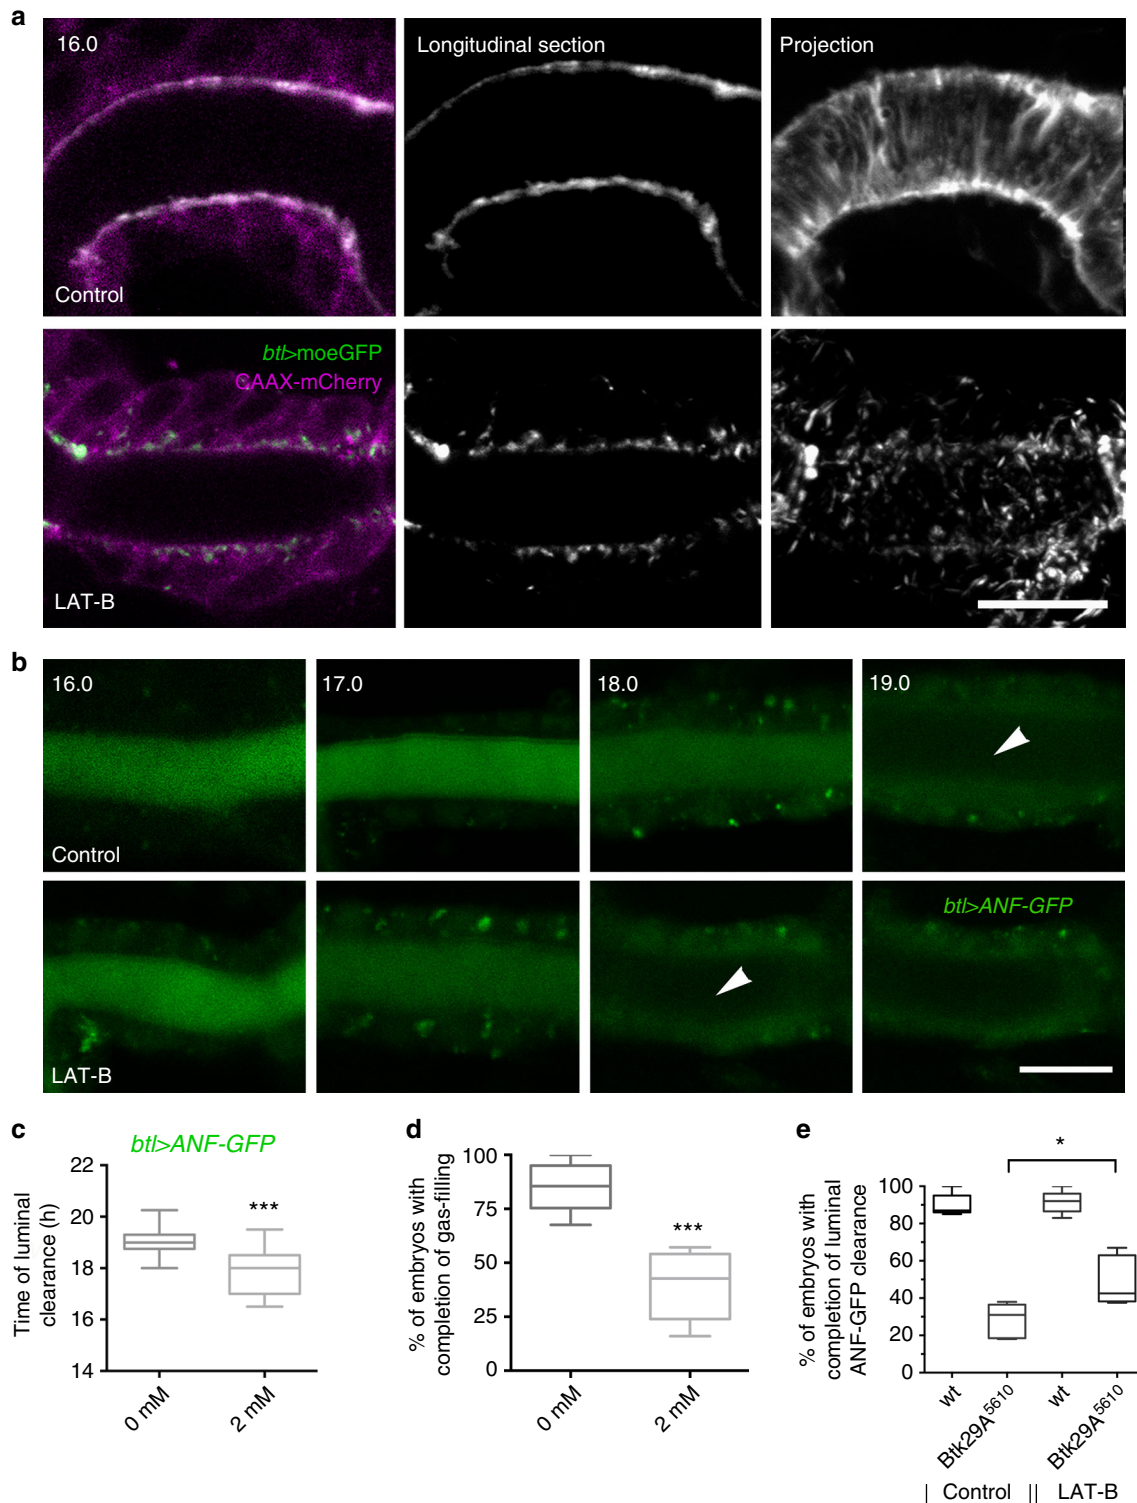 a
16.0
Longitudinal section
Projection
Control
btl>moeGFP
CAAX-mCherry
LAT-B
b
16.0
17.0
18.0
19.0
Control
btl>ANF-GFP
LAT-B
c
btl>ANF-GFP
Time of luminal
clearance (h)
22
20
18
16
14
***
0 mM
2 mM
d
% of embryos with
completion of gas-filling
100
75
50
25
0
***
0 mM
2 mM
e
% of embryos with
completion of luminal
ANF-GFP clearance
100
80
60
40
20
0
*
wt
Btk29A⁵⁶¹⁰
wt
Btk29A⁵⁶¹⁰
| Control || LAT-B